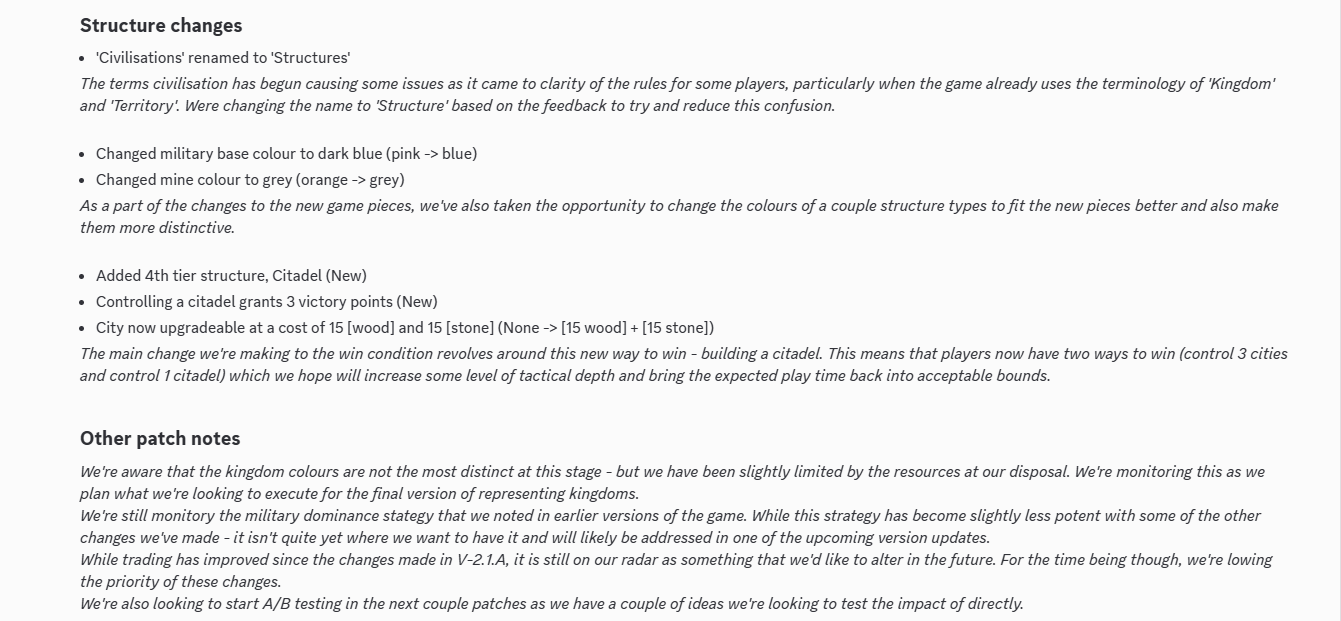 Structure changes
• 'Civilisations' renamed to 'Structures'
The terms civilisation has begun causing some issues as it came to clarity of the rules for some players, particularly when the game already uses the terminology of 'Kingdom'
and 'Territory'. Were changing the name to 'Structure' based on the feedback to try and reduce this confusion.
• Changed military base colour to dark blue (pink -> blue)
• Changed mine colour to grey (orange -> grey)
As a part of the changes to the new game pieces, we've also taken the opportunity to change the colours of a couple structure types to fit the new pieces better and also make
them more distinctive.
• Added 4th tier structure, Citadel (New)
• Controlling a citadel grants 3 victory points (New)
• City now upgradeable at a cost of 15 [wood] and 15 [stone] (None -> [15 wood] + [15 stone])
The main change we're making to the win condition revolves around this new way to win - building a citadel. This means that players now have two ways to win (control 3 cities
and control 1 citadel) which we hope will increase some level of tactical depth and bring the expected play time back into acceptable bounds.
Other patch notes
We're aware that the kingdom colours are not the most distinct at this stage - but we have been slightly limited by the resources at our disposal. We're monitoring this as we
plan what we're looking to execute for the final version of representing kingdoms.
We're still monitory the military dominance stategy that we noted in earlier versions of the game. While this strategy has become slightly less potent with some of the other
changes we've made - it isn't quite yet where we want to have it and will likely be addressed in one of the upcoming version updates.
While trading has improved since the changes made in V-2.1.A, it is still on our radar as something that we'd like to alter in the future. For the time being though, we're lowing
the priority of these changes.
We're also looking to start A/B testing in the next couple patches as we have a couple of ideas we're looking to test the impact of directly.